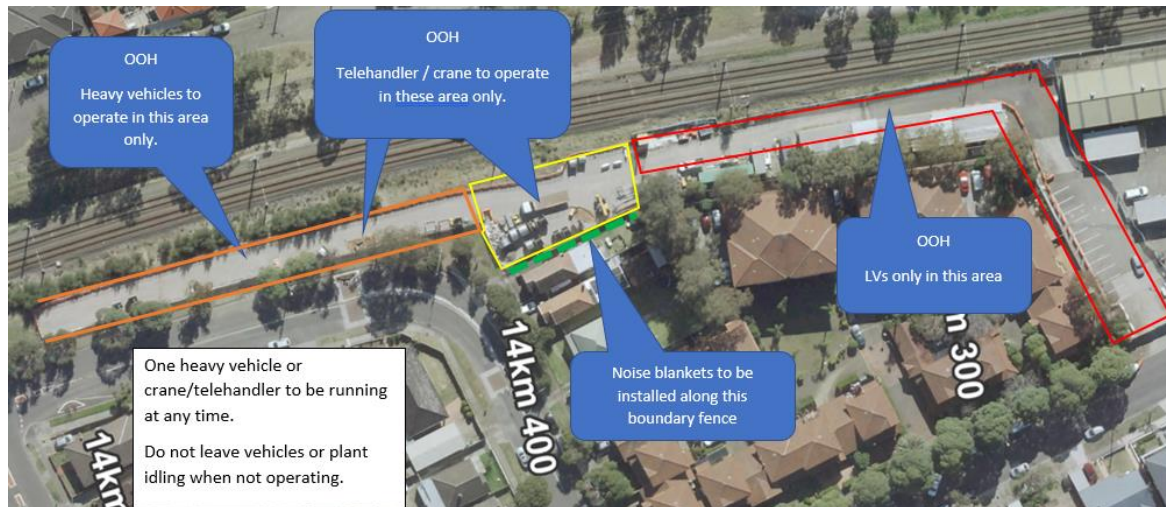 OOH
Heavy vehicles to
operate in this area
only.
OOH
Telehandler / crane to operate
in these area only.
OOH
LVs only in this area
Noise blankets to be
installed along this
boundary fence
One heavy vehicle or
crane/telehandler to be running
at any time.
Do not leave vehicles or plant
idling when not operating.
14km
14km 400
m 300